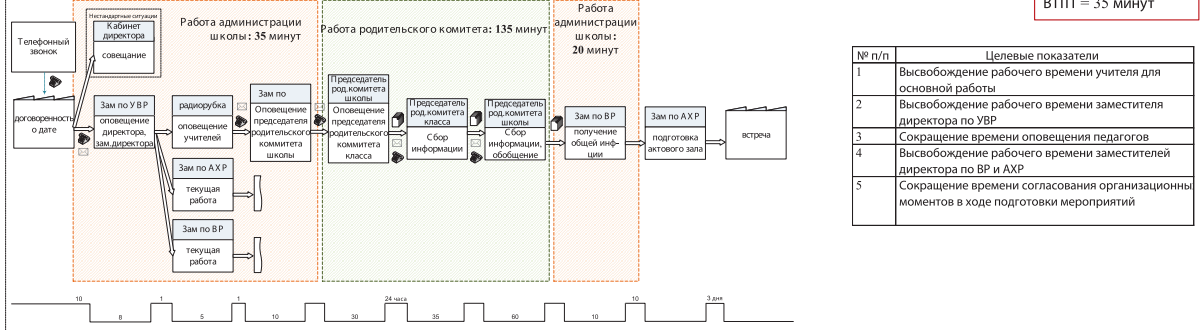 ВТПТ = 35 минут
Нестандартные ситуации
Телефонный
звонок
Кабинет
директора
совещание
Работа администрации
школы: 35 минут
Работа родительского комитета: 135 минут
Работа
администрации
школы:
20 минут
договоренность
о дате
Зам по УВР
оповещение
директора,
зам.директора
радиорубка
оповещение
учителей
Зам по
Оповещение
председателя
родительского
коммитета
школы
Председатель
род.комитета
школы
Оповещение
председателя
родительского
коммитета
класса
Председатель
род.комитета
класса
Сбор
информации
Председатель
род.комитета
школы
Сбор
информации,
обобщение
Зам по ВР
получение
общей инф-
ции
Зам по АХР
подготовка
актового зала
встреча
Зам по АХР
текущая
работа
Зам по ВР
текущая
работа
10 1 1 24 часа 10 3 дня
8 5 10 30 35 60 10
№ п/п Целевые показатели
1 Высвобождение рабочего времени учителя для
основной работы
2 Высвобождение рабочего времени заместителя
директора по УВР
3 Сокращение времени оповещения педагогов
4 Высвобождение рабочего времени заместителей
директора по ВР и АХР
5 Сокращение времени согласования организационны
моментов в ходе подготовки мероприятий